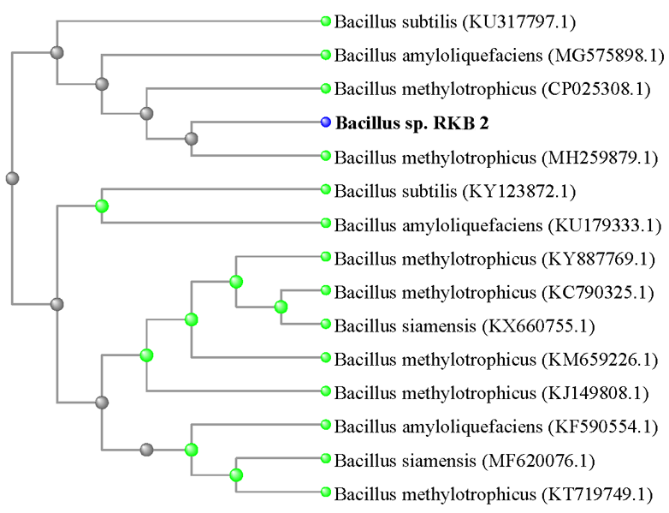 Bacillus subtilis (KU317797.1)
Bacillus amyloliquefaciens (MG575898.1)
Bacillus methylotrophicus (CP025308.1)
Bacillus sp. RKB 2
Bacillus methylotrophicus (MH259879.1)
Bacillus subtilis (KY123872.1)
Bacillus amyloliquefaciens (KU179333.1)
Bacillus methylotrophicus (KY887769.1)
Bacillus methylotrophicus (KC790325.1)
Bacillus siamensis (KX660755.1)
Bacillus methylotrophicus (KM659226.1)
Bacillus methylotrophicus (KJ149808.1)
Bacillus amyloliquefaciens (KF590554.1)
Bacillus siamensis (MF620076.1)
Bacillus methylotrophicus (KT719749.1)